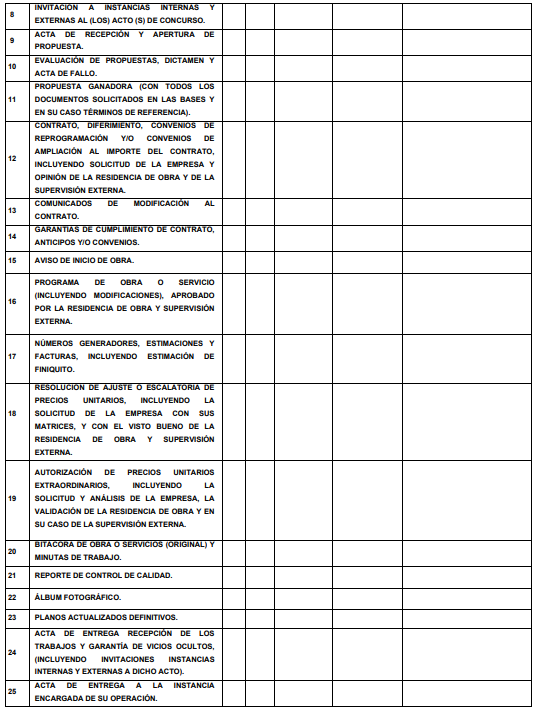 8
INVITACIÓN A INSTANCIAS INTERNAS Y
EXTERNAS AL (LOS) ACTO (S) DE CONCURSO.
9
ACTA DE RECEPCIÓN Y APERTURA DE
PROPUESTA.
10
EVALUACIÓN DE PROPUESTAS, DICTAMEN Y
ACTA DE FALLO.
11
PROPUESTA GANADORA (CON TODOS LOS
DOCUMENTOS SOLICITADOS EN LAS BASES Y
EN SU CASO TÉRMINOS DE REFERENCIA).
12
CONTRATO, DIFERIMIENTO, CONVENIOS DE
REPROGRAMACIÓN Y/O CONVENIOS DE
AMPLIACIÓN AL IMPORTE DEL CONTRATO,
INCLUYENDO SOLICITUD DE LA EMPRESA Y
OPINIÓN DE LA RESIDENCIA DE OBRA Y DE LA
SUPERVISIÓN EXTERNA.
13
COMUNICADOS DE MODIFICACIÓN AL
CONTRATO.
14
GARANTÍAS DE CUMPLIMIENTO DE CONTRATO,
ANTICIPOS Y/O CONVENIOS.
15
AVISO DE INICIO DE OBRA.
16
PROGRAMA DE OBRA O SERVICIO
(INCLUYENDO MODIFICACIONES), APROBADO
POR LA RESIDENCIA DE OBRA Y SUPERVISIÓN
EXTERNA.
17
NÚMEROS GENERADORES, ESTIMACIONES Y
FACTURAS, INCLUYENDO ESTIMACIÓN DE
FINIQUITO.
18
RESOLUCIÓN DE AJUSTE O ESCALATORIA DE
PRECIOS UNITARIOS, INCLUYENDO LA
SOLICITUD DE LA EMPRESA CON SUS
MATRICES, Y CON EL VISTO BUENO DE LA
RESIDENCIA DE OBRA Y SUPERVISIÓN
EXTERNA.
19
AUTORIZACIÓN DE PRECIOS UNITARIOS
EXTRAORDINARIOS, INCLUYENDO LA
SOLICITUD Y ANÁLISIS DE LA EMPRESA, LA
VALIDACIÓN DE LA RESIDENCIA DE OBRA Y EN
SU CASO DE LA SUPERVISIÓN EXTERNA.
20
BITÁCORA DE OBRA O SERVICIOS (ORIGINAL) Y
MINUTAS DE TRABAJO.
21
REPORTE DE CONTROL DE CALIDAD.
22
ÁLBUM FOTOGRÁFICO.
23
PLANOS ACTUALIZADOS DEFINITIVOS.
24
ACTA DE ENTREGA RECEPCIÓN DE LOS
TRABAJOS Y GARANTÍA DE VICIOS OCULTOS,
(INCLUYENDO INVITACIONES INSTANCIAS
INTERNAS Y EXTERNAS A DICHO ACTO).
25
ACTA DE ENTREGA A LA INSTANCIA
ENCARGADA DE SU OPERACIÓN.